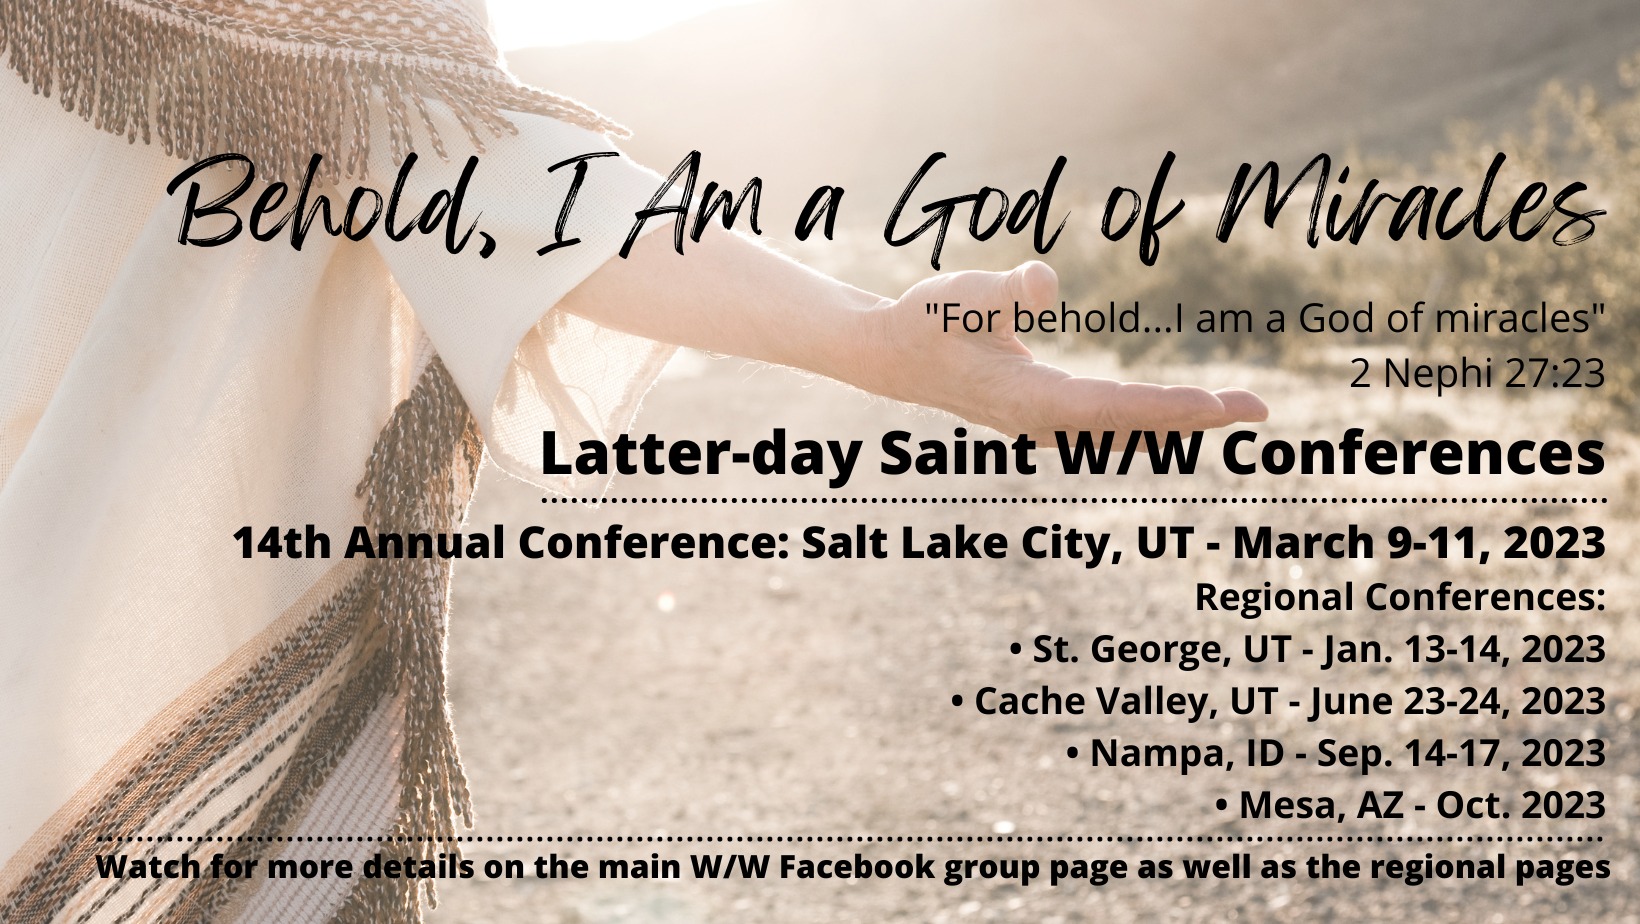 Behold, I Am a God of Miracles
"For behold...I am a God of miracles"
2 Nephi 27:23
Latter-day Saint W/W Conferences
14th Annual Conference: Salt Lake City, UT - March 9-11, 2023
Regional Conferences:
• St. George, UT - Jan. 13-14, 2023
• Cache Valley, UT - June 23-24, 2023
• Nampa, ID - Sep. 14-17, 2023
• Mesa, AZ - Oct. 2023
Watch for more details on the main W/W Facebook group page as well as the regional pages